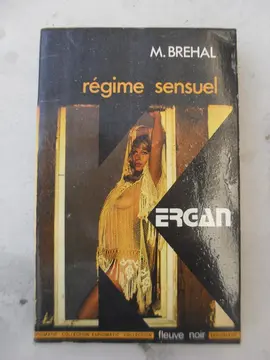 M. BREHAL
régime sensuel
ERGAN
fleuve noir